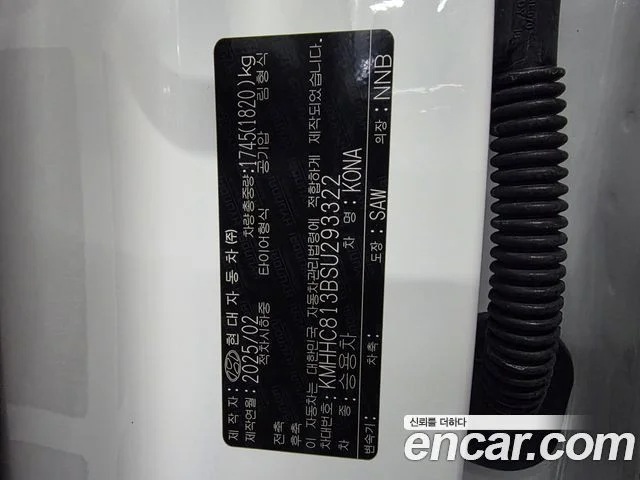 제 작 자 : 현대자동차(주)
제작연월 : 2025/02 차량총중량:1745(1820)kg
적차시하중 타이어형식 공기압 림형식
전축
후축
이 자동차는 대한민국 자동차관리법령에 적합하게 제작되었습니다.
차대번호: KMHHC813BSU293322
차 종: 승용차 차 명: KONA
변속기: 차축: 도장: SAW 의장: NNB
신뢰를 더하다
encar.com